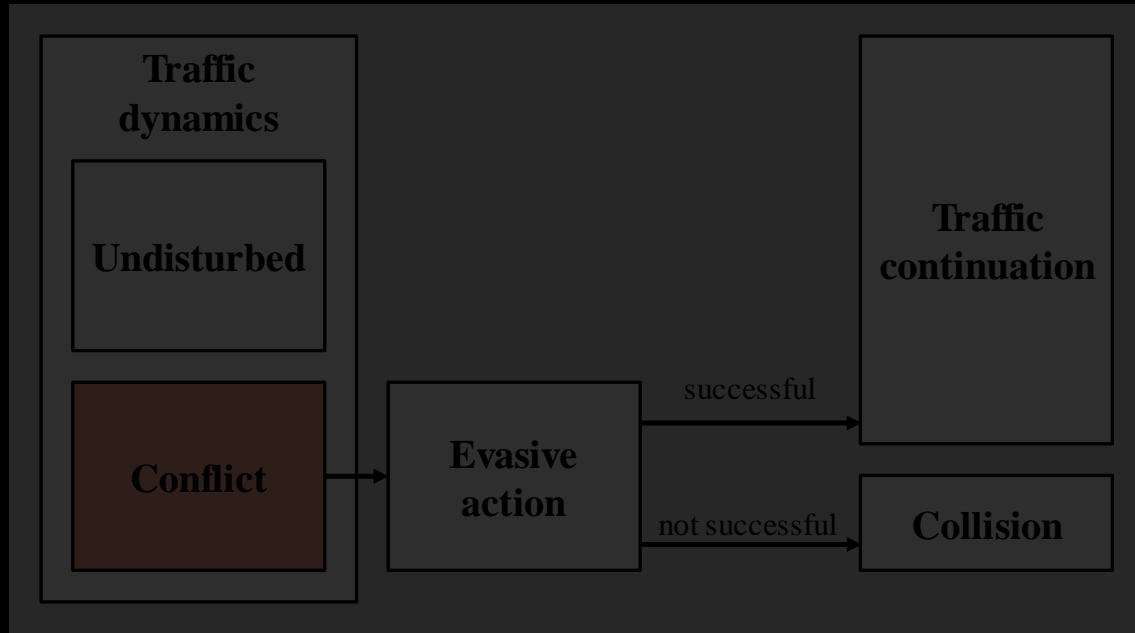 Traffic
dynamics
Undisturbed
Conflict
Evasive
action
successful
not successful
Traffic
continuation
Collision